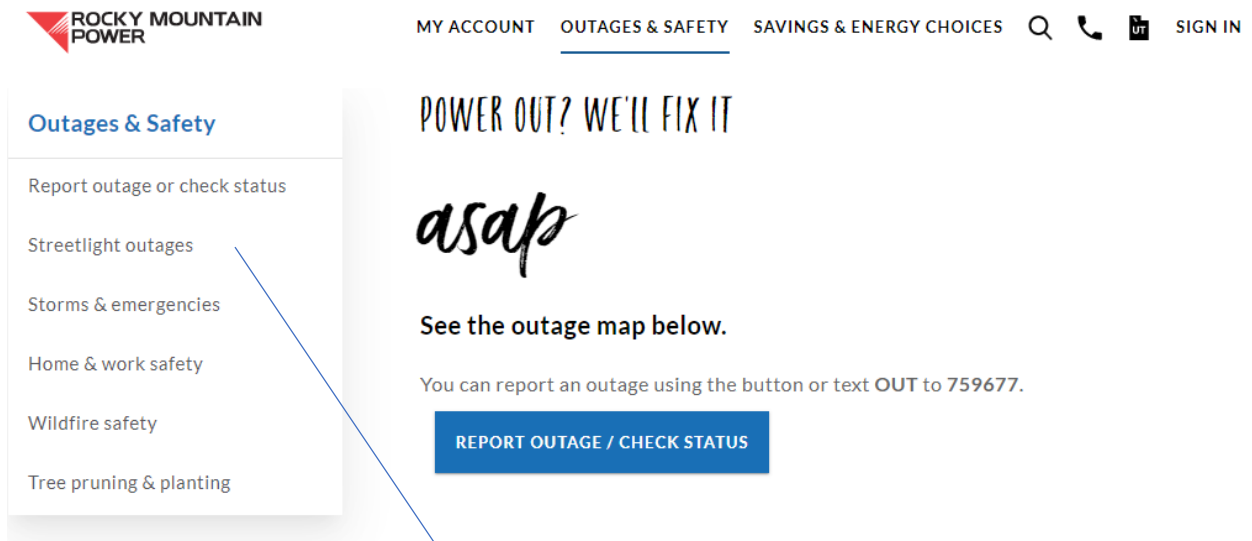 ROCKY MOUNTAIN
POWER
MY ACCOUNT OUTAGES & SAFETY SAVINGS & ENERGY CHOICES UT SIGN IN
Outages & Safety
Report outage or check status
Streetlight outages
Storms & emergencies
Home & work safety
Wildfire safety
Tree pruning & planting
POWER OUT? WE'LL FIX IT
asap
See the outage map below.
You can report an outage using the button or text OUT to 759677.
REPORT OUTAGE / CHECK STATUS